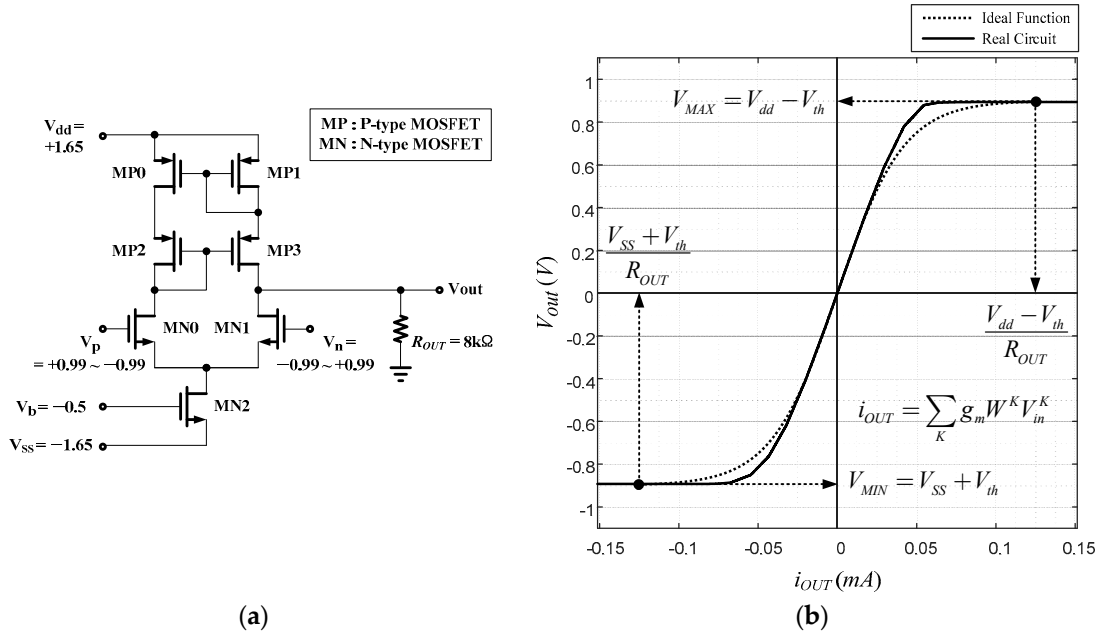 V_dd=
+1.65
MP : P-type MOSFET
MN : N-type MOSFET
MP0
MP1
MP2
MP3
Vout
MN0
MN1
V_p
= +0.99 ~ −0.99
V_n=
−0.99 ~ +0.99
R_OUT = 8kΩ
V_b= −0.5
MN2
V_SS= −1.65
(a)
Ideal Function
Real Circuit
V_MAX = V_dd − V_th
V_SS + V_th
R_OUT
V_dd − V_th
R_OUT
i_OUT = ∑_K g_m W^K V_in^K
V_MIN = V_SS + V_th
V_out (V)
1
0.8
0.6
0.4
0.2
0
-0.2
-0.4
-0.6
-0.8
-1
-0.15
-0.1
-0.05
0
0.05
0.1
0.15
i_OUT (mA)
(b)